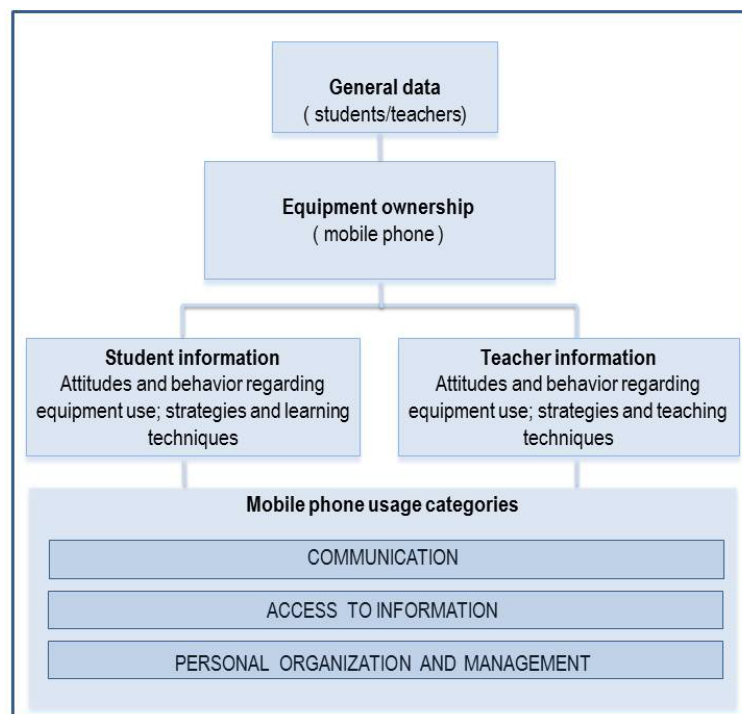 General data
( students/teachers)
Equipment ownership
( mobile phone )
Student information
Attitudes and behavior regarding
equipment use; strategies and learning
techniques
Teacher information
Attitudes and behavior regarding
equipment use; strategies and teaching
techniques
Mobile phone usage categories
COMMUNICATION
ACCESS TO INFORMATION
PERSONAL ORGANIZATION AND MANAGEMENT